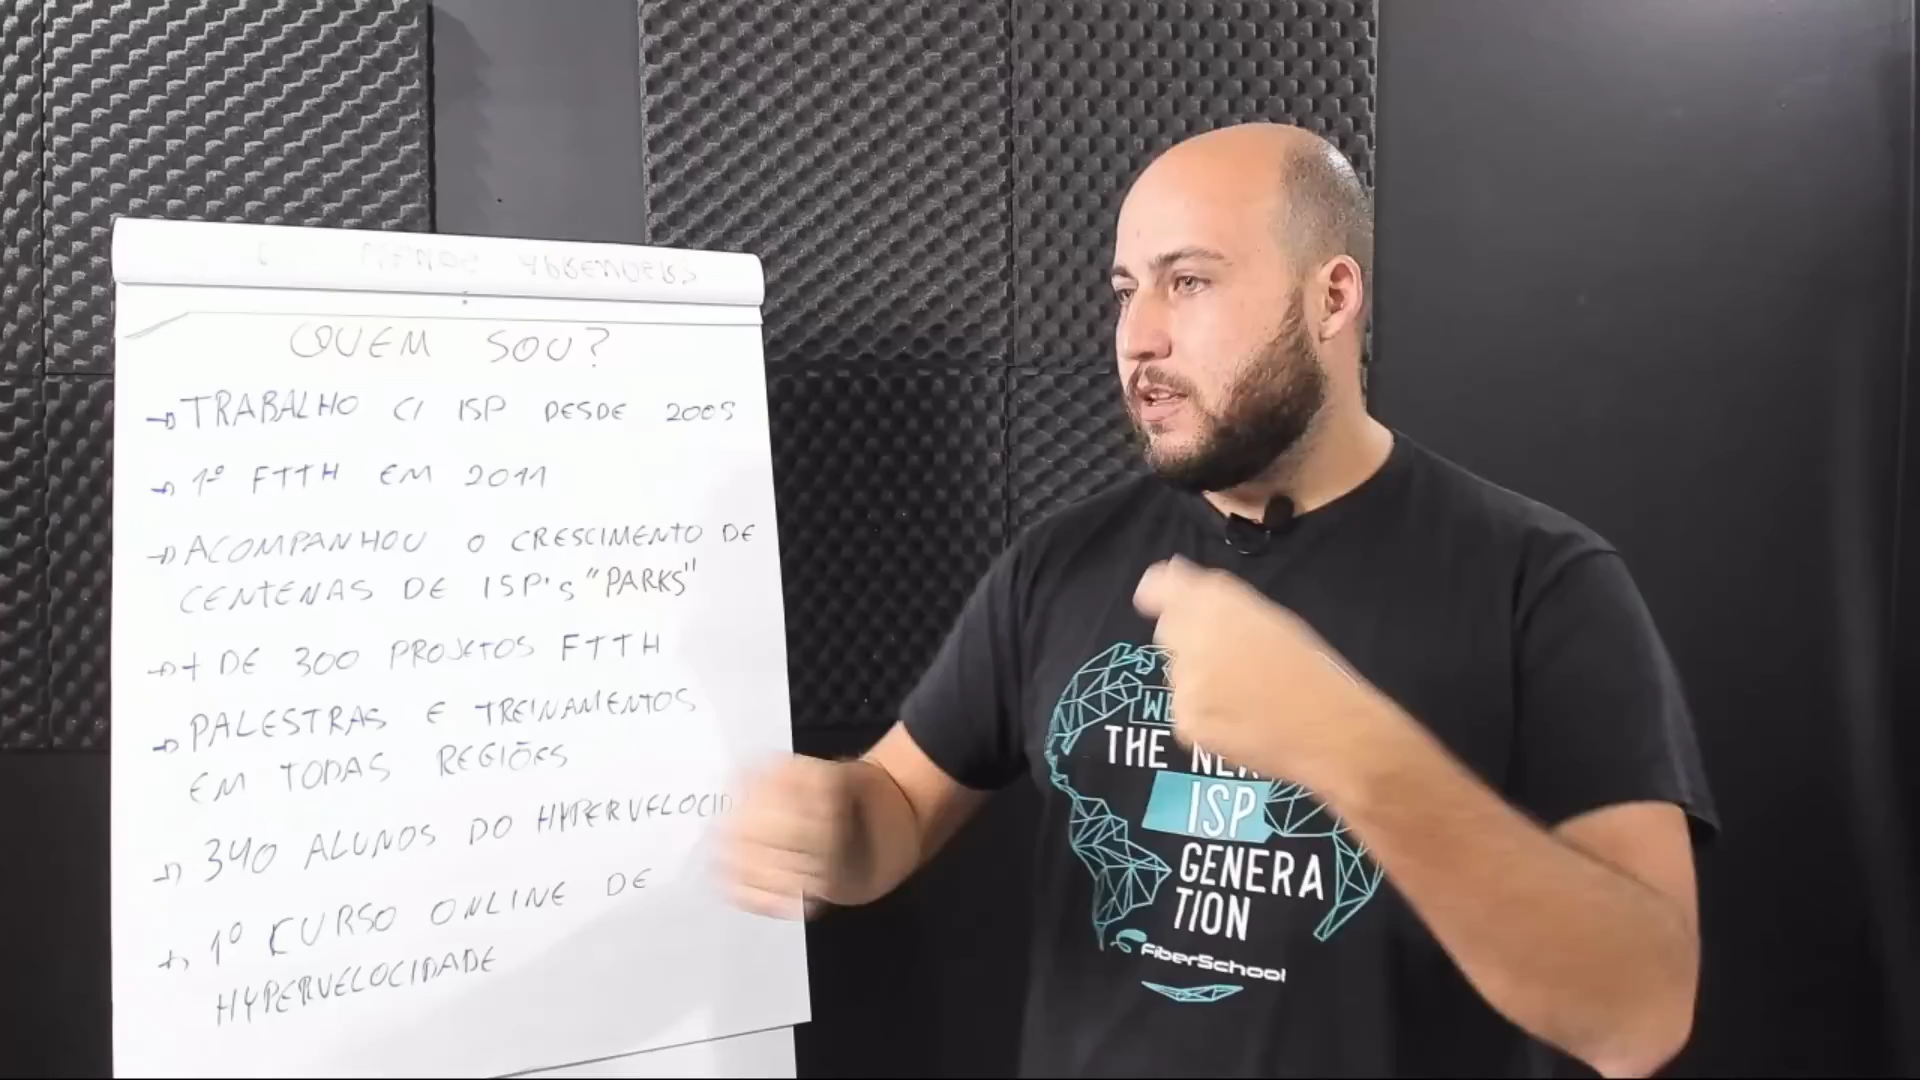 QUEM SOU?
→ TRABALHO C/ ISP DESDE 2005
→ 1º FTTH EM 2011
→ ACOMPANHOU O CRESCIMENTO DE
CENTENAS DE ISP's "PARKS"
→ + DE 300 PROJETOS FTTH
→ PALESTRAS E TREINAMENTOS
EM TODAS REGIÕES
→ 340 ALUNOS DO
→ 1º CURSO ONLINE DE
HYPERVELOCIDADE
THE
ISP
GENERA
TION
FiberSchool